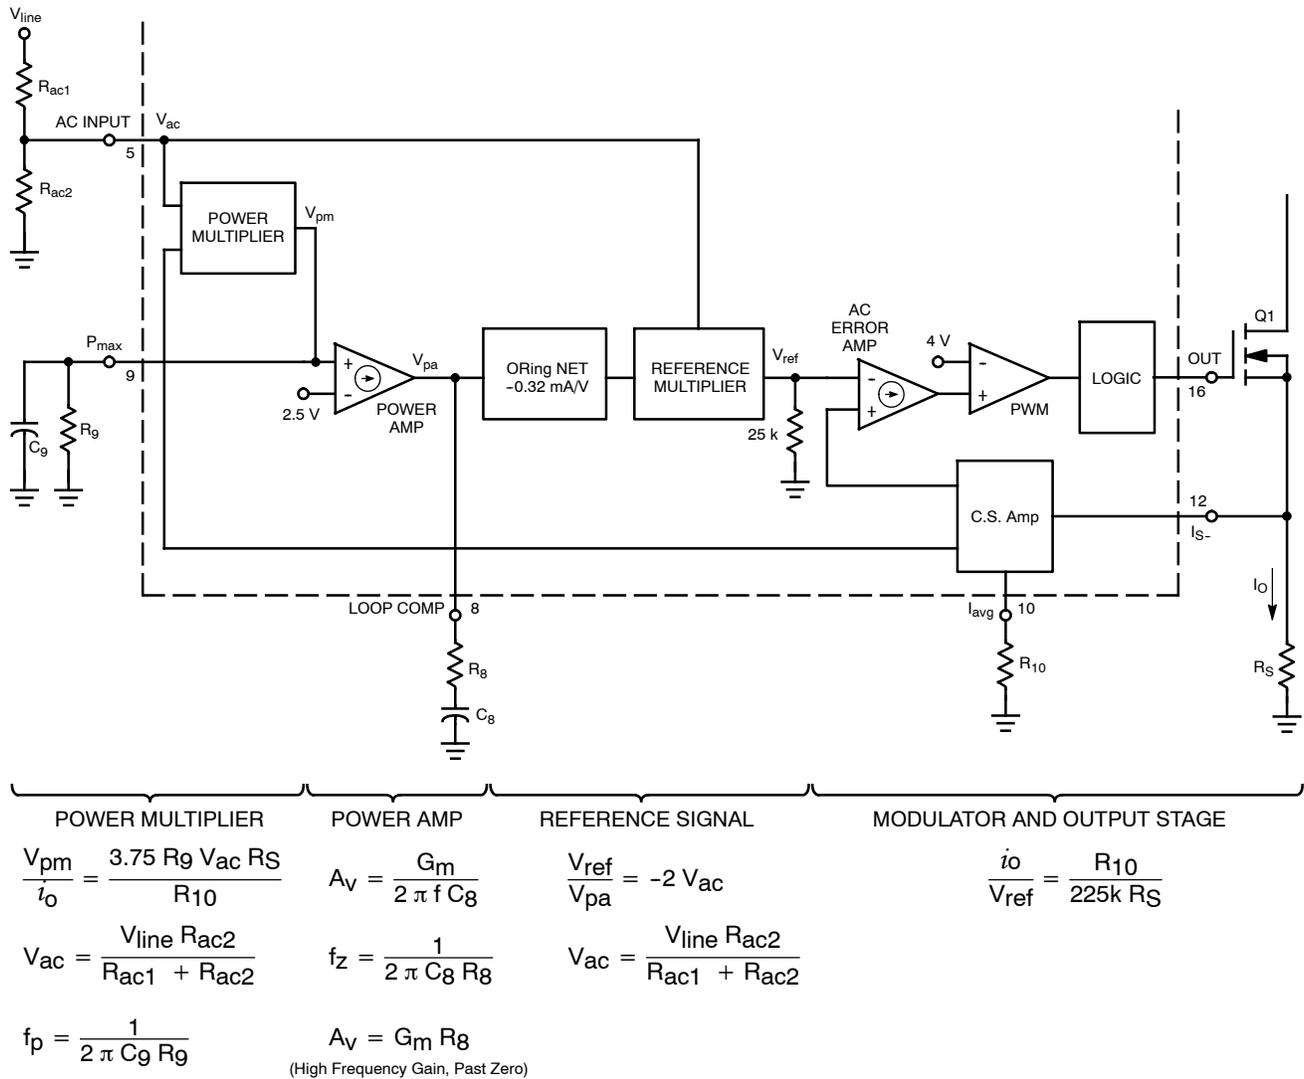 Vline
Rac1
AC INPUT
Vac
5
Rac2
POWER
MULTIPLIER
Vpm
Pmax
9
C9
R9
+
-
2.5 V
Vpa
POWER
AMP
ORing NET
-0.32 mA/V
REFERENCE
MULTIPLIER
Vref
25 k
AC
ERROR
AMP
-
+
4 V
-
+
PWM
LOGIC
OUT
16
Q1
C.S. Amp
12
IS-
IO
RS
LOOP COMP
8
R8
C8
Iavg
10
R10
POWER MULTIPLIER
Vpm / io = 3.75 R9 Vac RS / R10
Vac = Vline Rac2 / Rac1 + Rac2
fp = 1 / 2 π C9 R9
POWER AMP
Av = Gm / 2 π f C8
fz = 1 / 2 π C8 R8
Av = Gm R8
(High Frequency Gain, Past Zero)
REFERENCE SIGNAL
Vref / Vpa = -2 Vac
Vac = Vline Rac2 / Rac1 + Rac2
MODULATOR AND OUTPUT STAGE
io / Vref = R10 / 225k RS